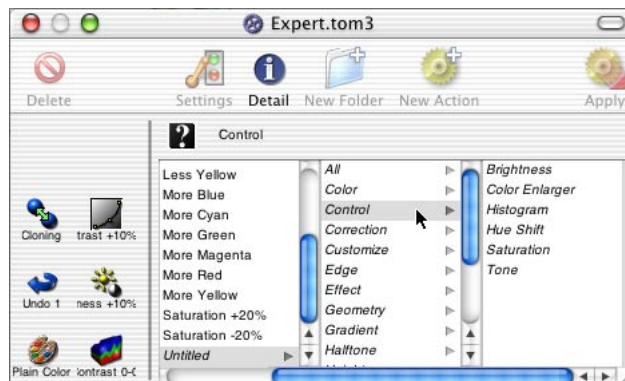 Expert.tom3
Delete
Settings
Detail
New Folder
New Action
Apply
Control
Cloning
trast +10%
Undo 1
ness +10%
Plain Color
ontrast 0-(
Less Yellow
More Blue
More Cyan
More Green
More Magenta
More Red
More Yellow
Saturation +20%
Saturation -20%
Untitled
All
Color
Control
Correction
Customize
Edge
Effect
Geometry
Gradient
Halftone
Brightness
Color Enlarger
Histogram
Hue Shift
Saturation
Tone